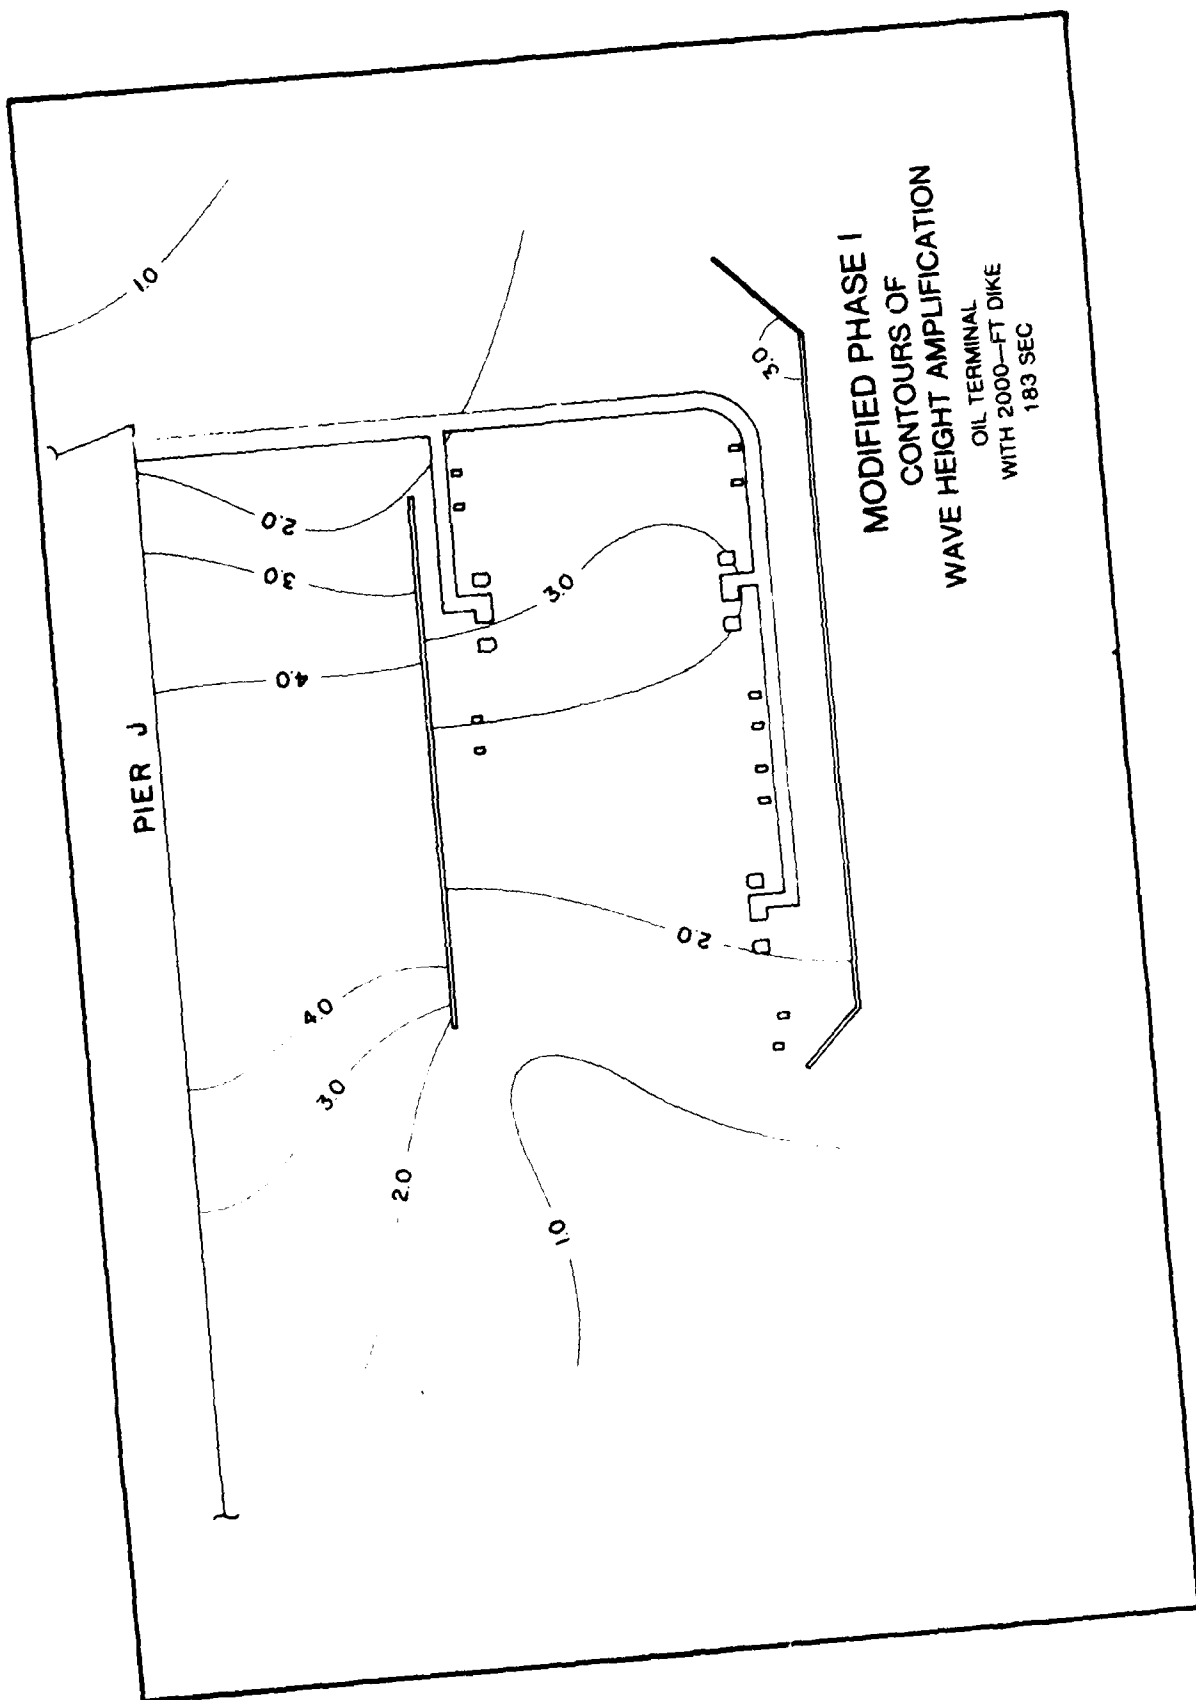 PIER J
1.0
2.0
3.0
4.0
3.0
3.0
4.0
3.0
2.0
2.0
1.0
MODIFIED PHASE I
CONTOURS OF
WAVE HEIGHT AMPLIFICATION
OIL TERMINAL
WITH 2000—FT DIKE
183 SEC